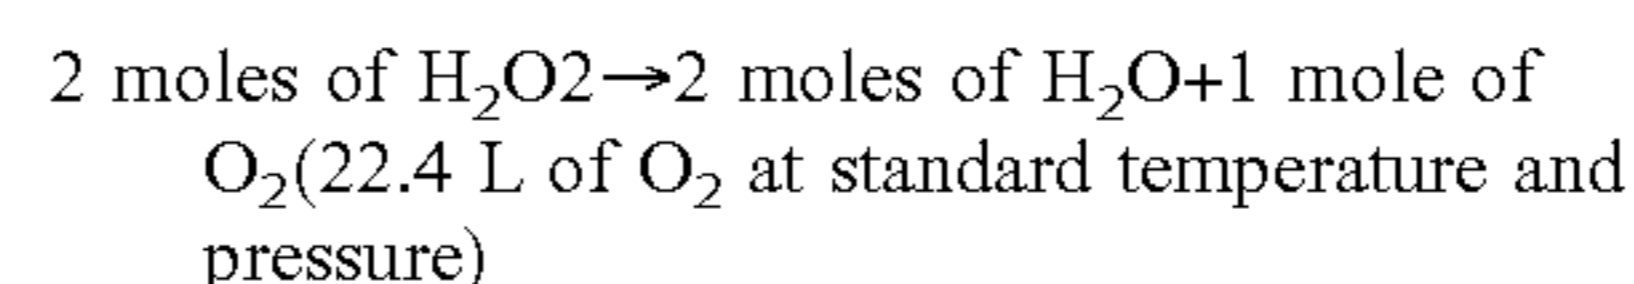 2 moles of H₂O2→2 moles of H₂O+1 mole of
O₂(22.4 L of O₂ at standard temperature and
pressure)